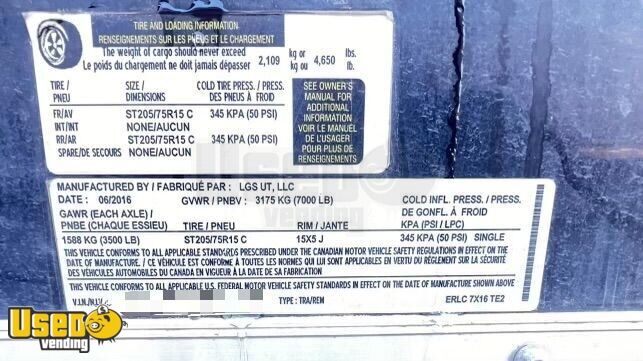 TIRE AND LOADING INFORMATION
RENSEIGNEMENTS SUR LES PNEUS ET LE CHARGEMENT
The weight of cargo should never exceed
Le poids du chargement ne doit jamais dépasser
2,109 kg or kg ou 4,650 lbs. lb.
TIRE / PNEU SIZE / DIMENSIONS COLD TIRE PRESS. / PRESS DES PNEUS À FROID
FR/AV ST205/75R15 C 345 KPA (50 PSI)
INT/INT NONE/AUCUN
RR/AR ST205/75R15 C 345 KPA (50 PSI)
SPARE/DE SECOURS NONE/AUCUN
SEE OWNER'S
MANUAL FOR
ADDITIONAL
INFORMATION
VOIR LE MANUEL
DE L'USAGER
POUR PLUS DE
RENSEIGNEMENTS
MANUFACTURED BY / FABRIQUÉ PAR : LGS UT, LLC
DATE : 06/2016 GVWR / PNBV : 3175 KG (7000 LB)
COLD INFL. PRESS. / PRESS.
DE GONFL. À FROID
KPA (PSI / LPC)
GAWR (EACH AXLE) /
PNBE (CHAQUE ESSIEU) TIRE / PNEU RIM / JANTE
1588 KG (3500 LB) ST205/75R15 C 15X5 J 345 KPA (50 PSI) SINGLE
THIS VEHICLE CONFORMS TO ALL APPLICABLE STANDARDS PRESCRIBED UNDER THE CANADIAN MOTOR VEHICLE SAFETY REGULATIONS IN EFFECT
ON THE DATE OF MANUFACTURE / CE VÉHICULE EST CONFORME À TOUTES LES NORMES QUI LUI SONT APPLICABLES EN VERTU DU RÈGLEMENT SUR LA SÉCURITÉ
DES VÉHICULES AUTOMOBILES DU CANADA EN VIGUEUR À LA DATE DE SA FABRICATION
THIS VEHICLE CONFORMS TO ALL APPLICABLE U.S. FEDERAL MOTOR VEHICLE SAFETY STANDARDS IN EFFECT ON THE DATE OF MANUFACTURE SHOWN ABOVE.
V.I.N./N.I.V. TYPE: TRA/REM ERLC 7X16 TE2
Used
vending
Used
vending